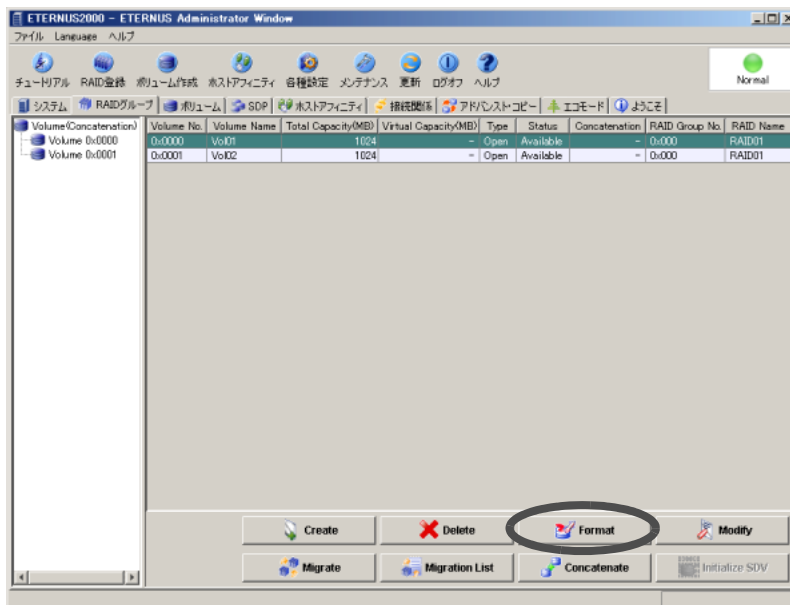 ETERNUS2000 - ETERNUS Administrator Window
ファイル Language ヘルプ
チュートリアル RAID登録 ボリューム作成 ホストアフィニティ 各種設定 メンテナンス 更新 ログオフ ヘルプ
Normal
システム RAIDグループ ボリューム SDP ホストアフィニティ 接続関係 アドバンスト・コピー エコモード ようこそ
Volume(Concatenation)
Volume 0x0000
Volume 0x0001
Volume No. Volume Name Total Capacity(MB) Virtual Capacity(MB) Type Status Concatenation RAID Group No. RAID Name
0x0000 Vol01 1024 - Open Available - 0x000 RAID01
0x0001 Vol02 1024 - Open Available - 0x000 RAID01
Create Delete Format Modify
Migrate Migration List Concatenate Initialize SDV